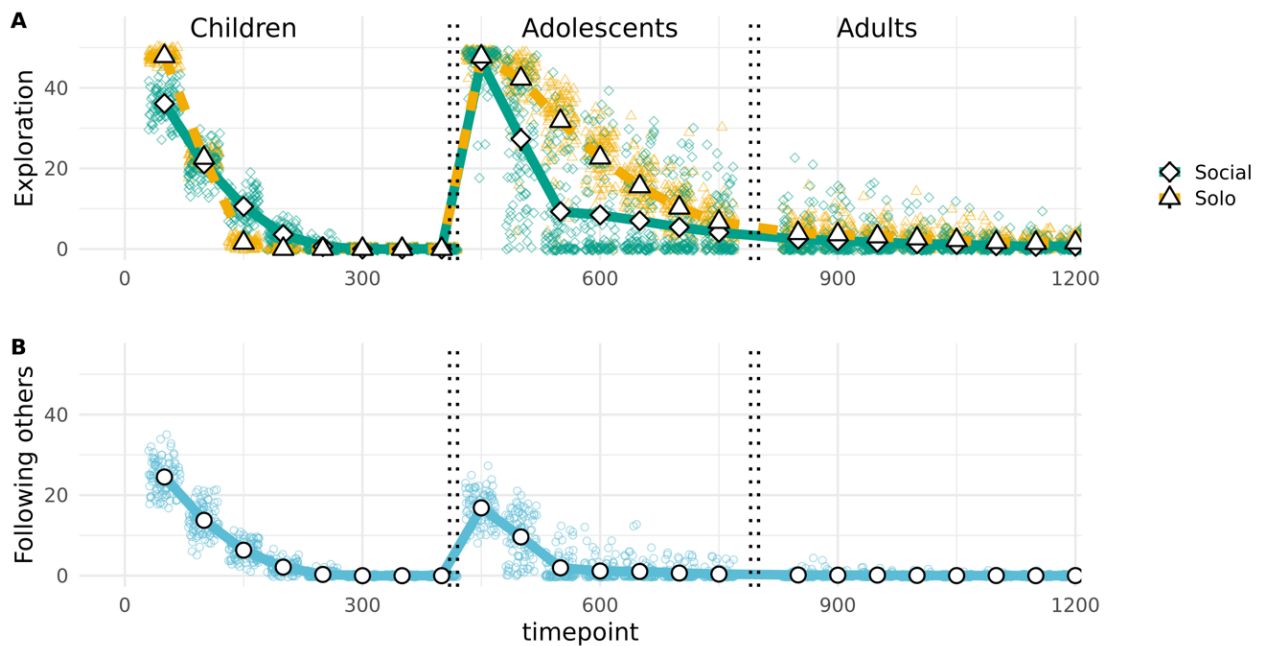 A
Children Adolescents Adults
Exploration
40
20
0
0 300 600 900 1200
Social
Solo
B
Following others
40
20
0
0 300 600 900 1200
timepoint